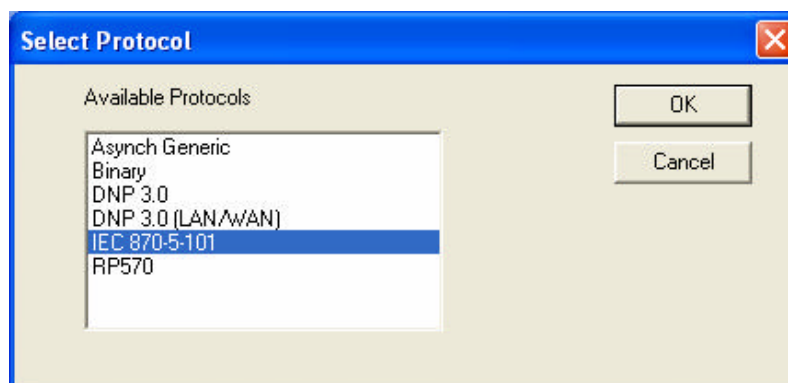 Select Protocol
Available Protocols
OK
Cancel
Asynch Generic
Binary
DNP 3.0
DNP 3.0 (LAN/WAN)
IEC 870-5-101
RP570